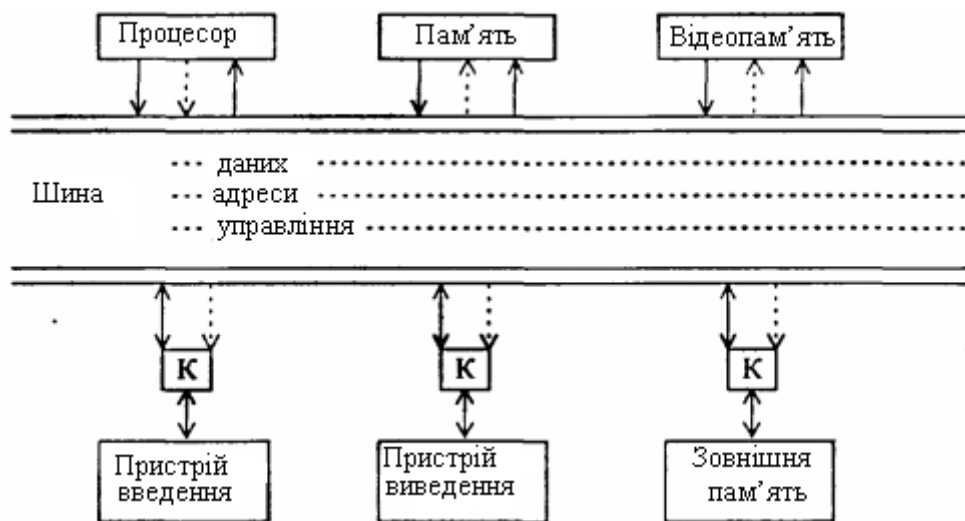 Процесор
Пам’ять
Відеопам’ять
даних
Шина
адреси
управління
К
К
К
Пристрій
введення
Пристрій
виведення
Зовнішня
пам’ять